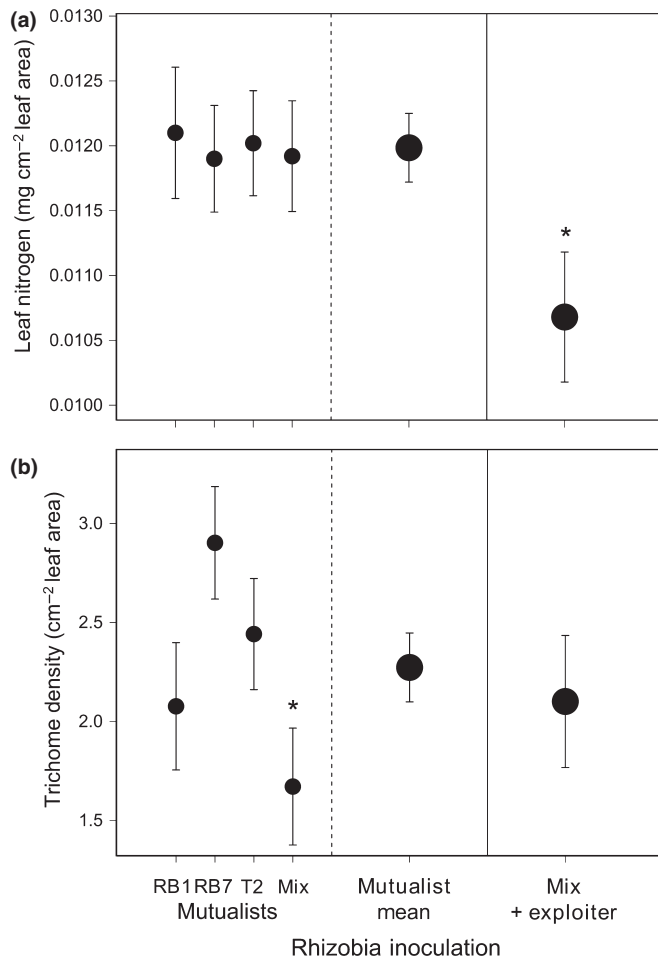 (a)
Leaf nitrogen (mg cm⁻² leaf area)
0.0130
0.0125
0.0120
0.0115
0.0110
0.0105
0.0100
*
(b)
Trichome density (cm⁻² leaf area)
3.0
2.5
2.0
1.5
*
RB1 RB7 T2 Mix
Mutualists
Mutualist
mean
Mix
+ exploiter
Rhizobia inoculation